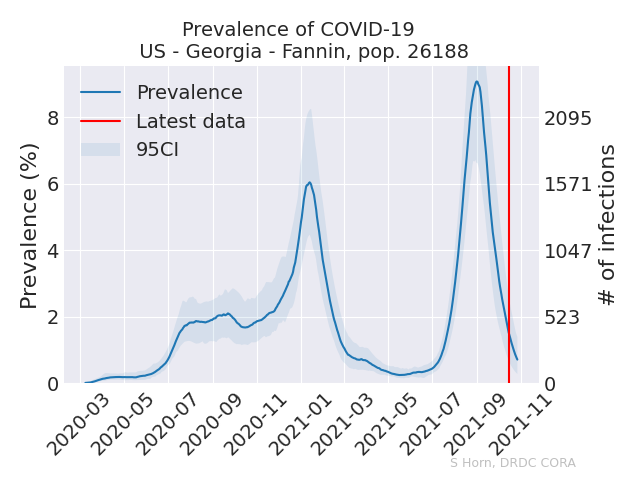 Prevalence of COVID-19
US - Georgia - Fannin, pop. 26188
Prevalence
Latest data
95CI
Prevalence (%)
8
6
4
2
0
2095
1571
1047
523
0
# of infections
2020-03
2020-05
2020-07
2020-09
2020-11
2021-01
2021-03
2021-05
2021-07
2021-09
2021-11
S Horn, DRDC CORA